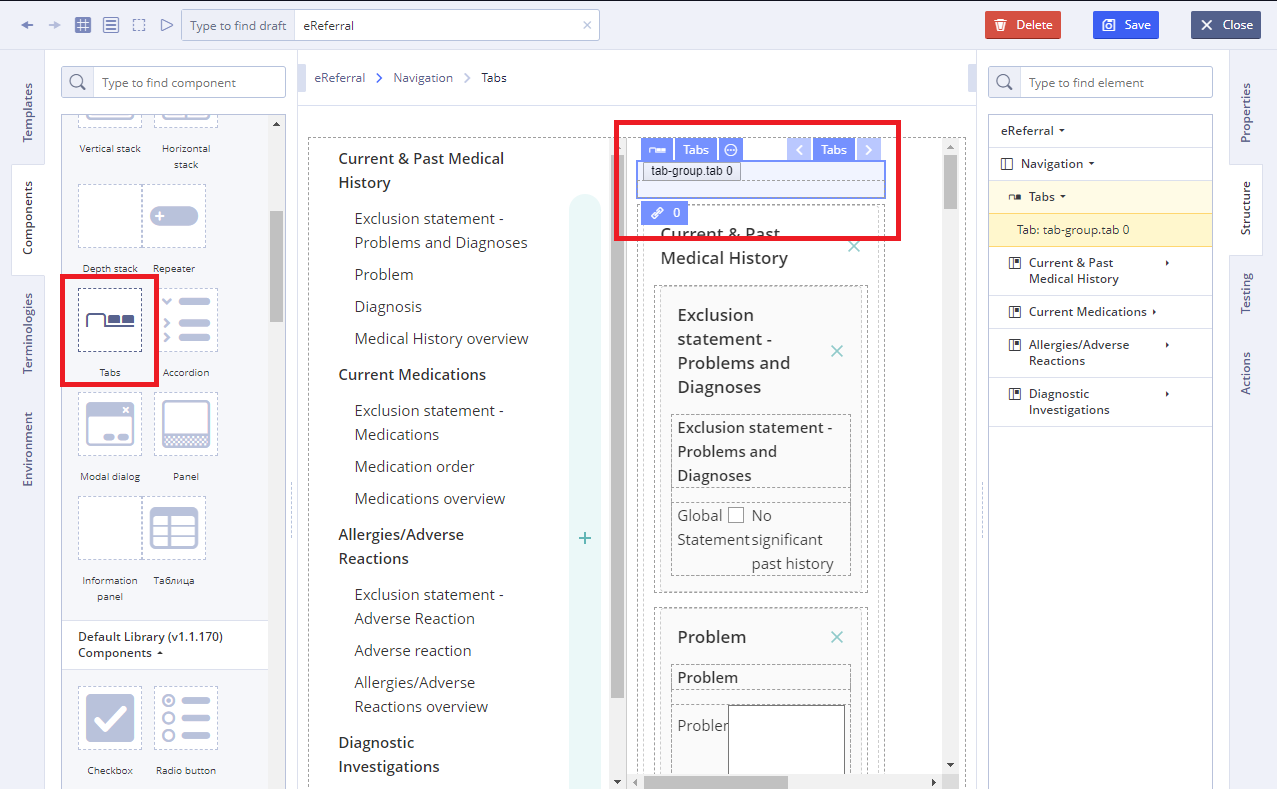 Type to find draft
eReferral
Delete
Save
Close
Templates
Components
Terminologies
Environment
Type to find component
Vertical stack
Horizontal
stack
Depth stack
Repeater
Tabs
Accordion
Modal dialog
Panel
Information
panel
Таблица
Default Library (v1.1.170)
Components
Checkbox
Radio button
eReferral
Navigation
Tabs
Current & Past Medical
History
Exclusion statement -
Problems and Diagnoses
Problem
Diagnosis
Medical History overview
Current Medications
Exclusion statement -
Medications
Medication order
Medications overview
Allergies/Adverse
Reactions
Exclusion statement -
Adverse Reaction
Adverse reaction
Allergies/Adverse
Reactions overview
Diagnostic
Investigations
Tabs
Tabs
tab-group.tab 0
0
Current & Past
Medical History
Exclusion
statement -
Problems and
Diagnoses
Exclusion statement -
Problems and
Diagnoses
Global
Statement
No
significant
past history
Problem
Problem
Probler
Type to find element
eReferral
Navigation
Tabs
Tab: tab-group.tab 0
Current & Past
Medical History
Current Medications
Allergies/Adverse
Reactions
Diagnostic
Investigations
Properties
Structure
Testing
Actions